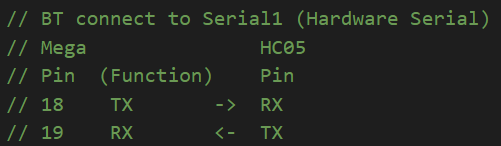 // BT connect to Serial1 (Hardware Serial)
// Mega               HC05
// Pin  (Function)    Pin
// 18    TX       ->  RX
// 19    RX       <-  TX